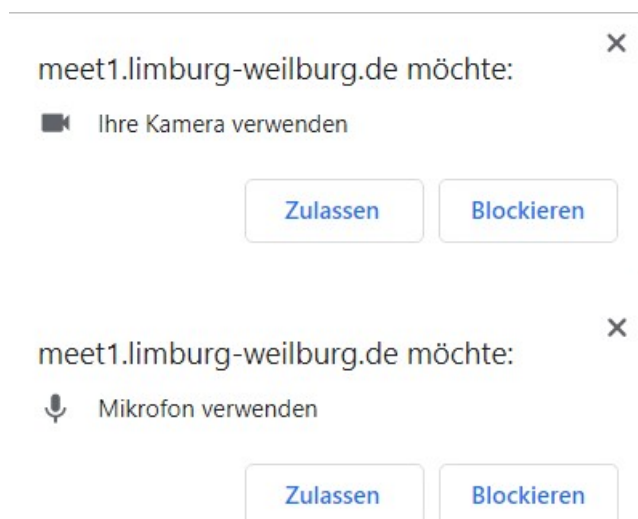 meet1.limburg-weilburg.de möchte:
Ihre Kamera verwenden
Zulassen Blockieren
meet1.limburg-weilburg.de möchte:
Mikrofon verwenden
Zulassen Blockieren